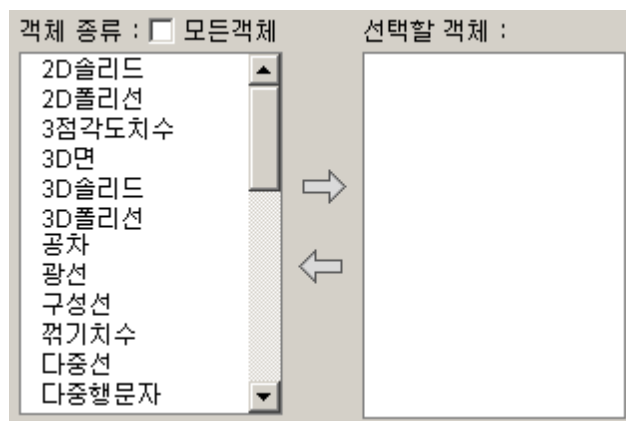 객체 종류 : 모든객체
선택할 객체 :
2D솔리드
2D폴리선
3점각도치수
3D면
3D솔리드
3D폴리선
공차
광선
구성선
꺾기치수
다중선
다중행문자